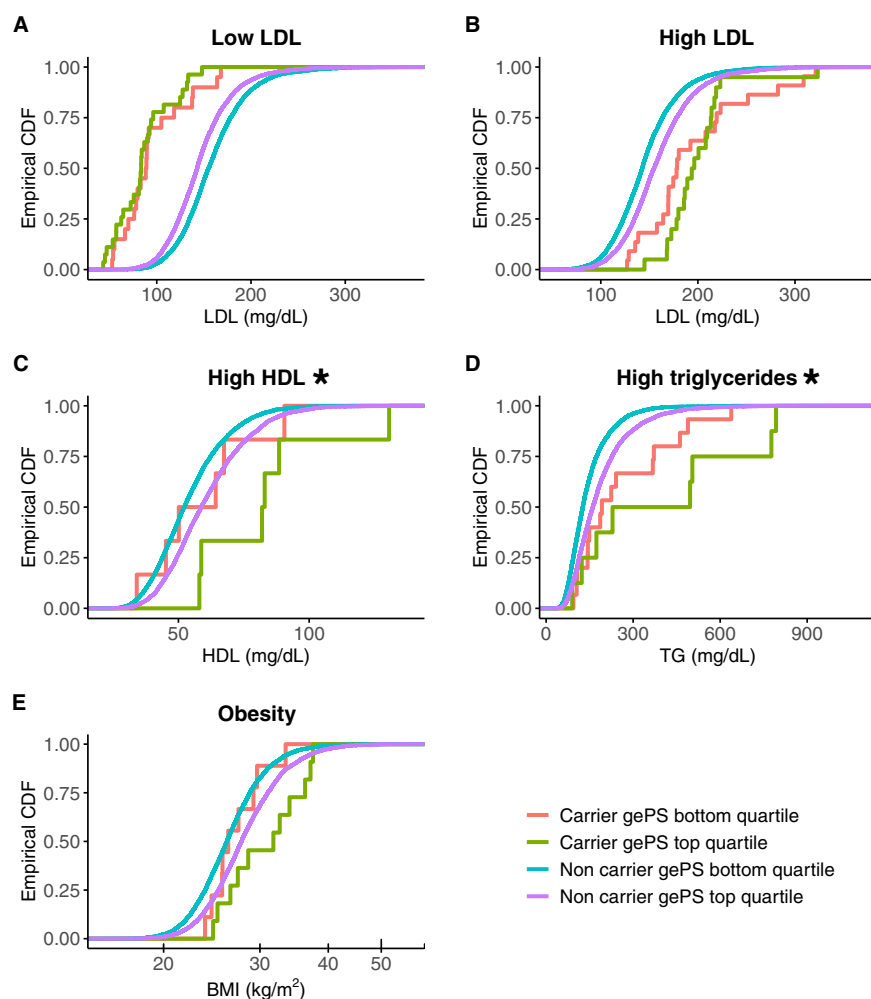 A
Low LDL
1.00
0.75
0.50
0.25
0.00
Empirical CDF
100 200 300
LDL (mg/dL)
B
High LDL
1.00
0.75
0.50
0.25
0.00
Empirical CDF
100 200 300
LDL (mg/dL)
C
High HDL *
1.00
0.75
0.50
0.25
0.00
Empirical CDF
50 100
HDL (mg/dL)
D
High triglycerides *
1.00
0.75
0.50
0.25
0.00
Empirical CDF
0 300 600 900
TG (mg/dL)
E
Obesity
1.00
0.75
0.50
0.25
0.00
Empirical CDF
20 30 40 50
BMI (kg/m²)
Carrier gePS bottom quartile
Carrier gePS top quartile
Non carrier gePS bottom quartile
Non carrier gePS top quartile